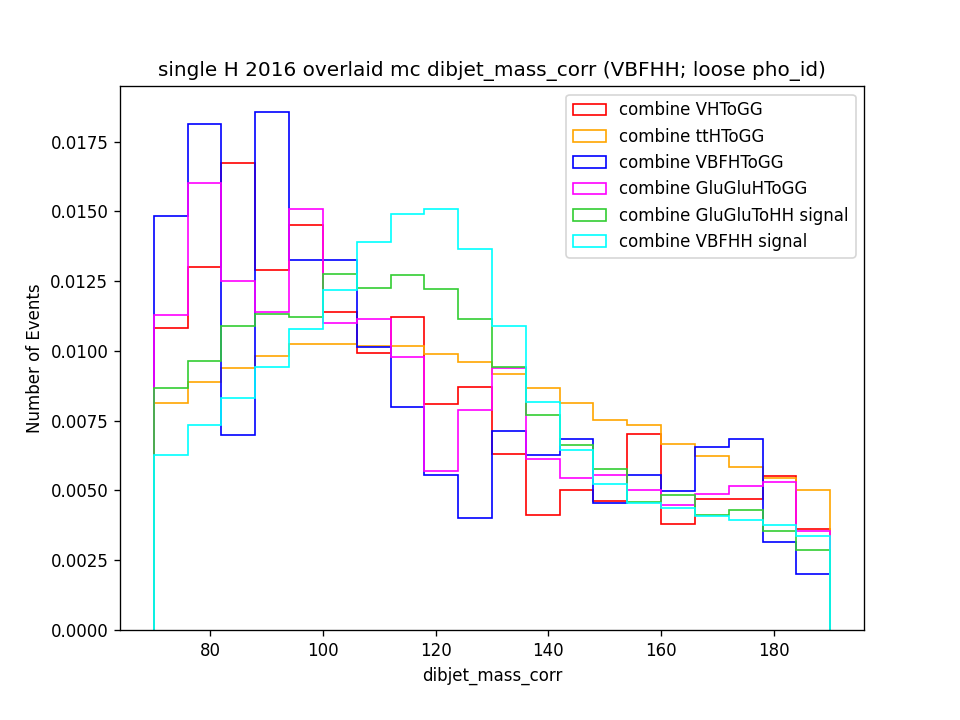 single H 2016 overlaid mc dibjet_mass_corr (VBFHH; loose pho_id)
combine VHToGG
combine ttHToGG
combine VBFHToGG
combine GluGluHToGG
combine GluGluToHH signal
combine VBFHH signal
Number of Events
0.0175
0.0150
0.0125
0.0100
0.0075
0.0050
0.0025
0.0000
80 100 120 140 160 180
dibjet_mass_corr